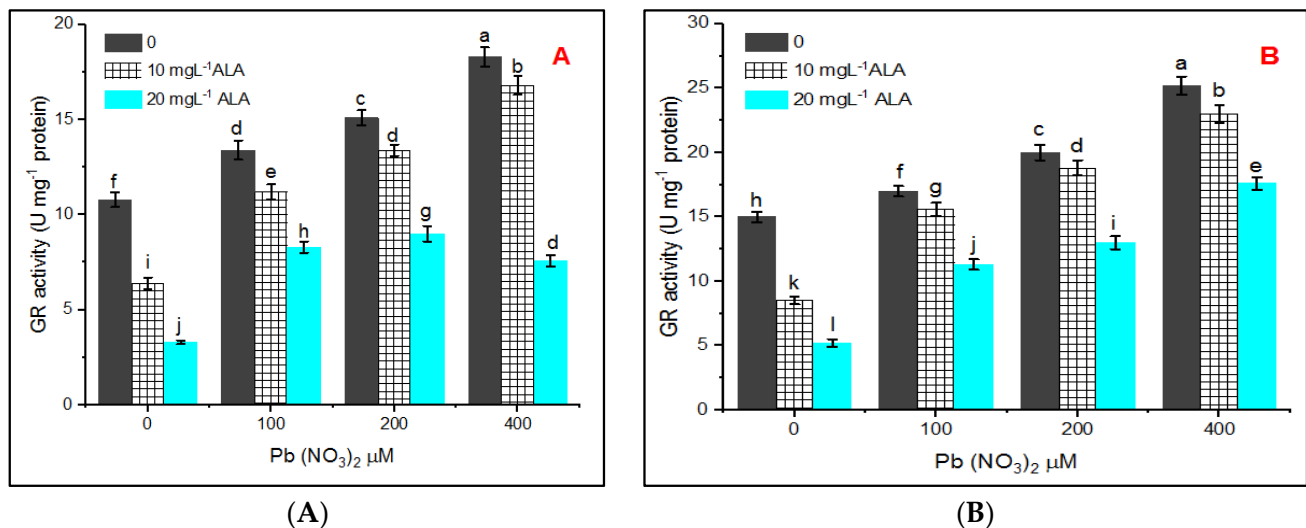 A
0
10 mgL⁻¹ALA
20 mgL⁻¹ ALA
GR activity (U mg⁻¹ protein)
20
15
10
5
0
f
i
j
d
e
h
c
d
g
a
b
d
0 100 200 400
Pb (NO₃)₂ μM
(A)
B
0
10 mgL⁻¹ALA
20 mgL⁻¹ ALA
GR activity (U mg⁻¹ protein)
30
25
20
15
10
5
0
h
k
l
f
g
j
c
d
i
a
b
e
0 100 200 400
Pb (NO₃)₂ μM
(B)